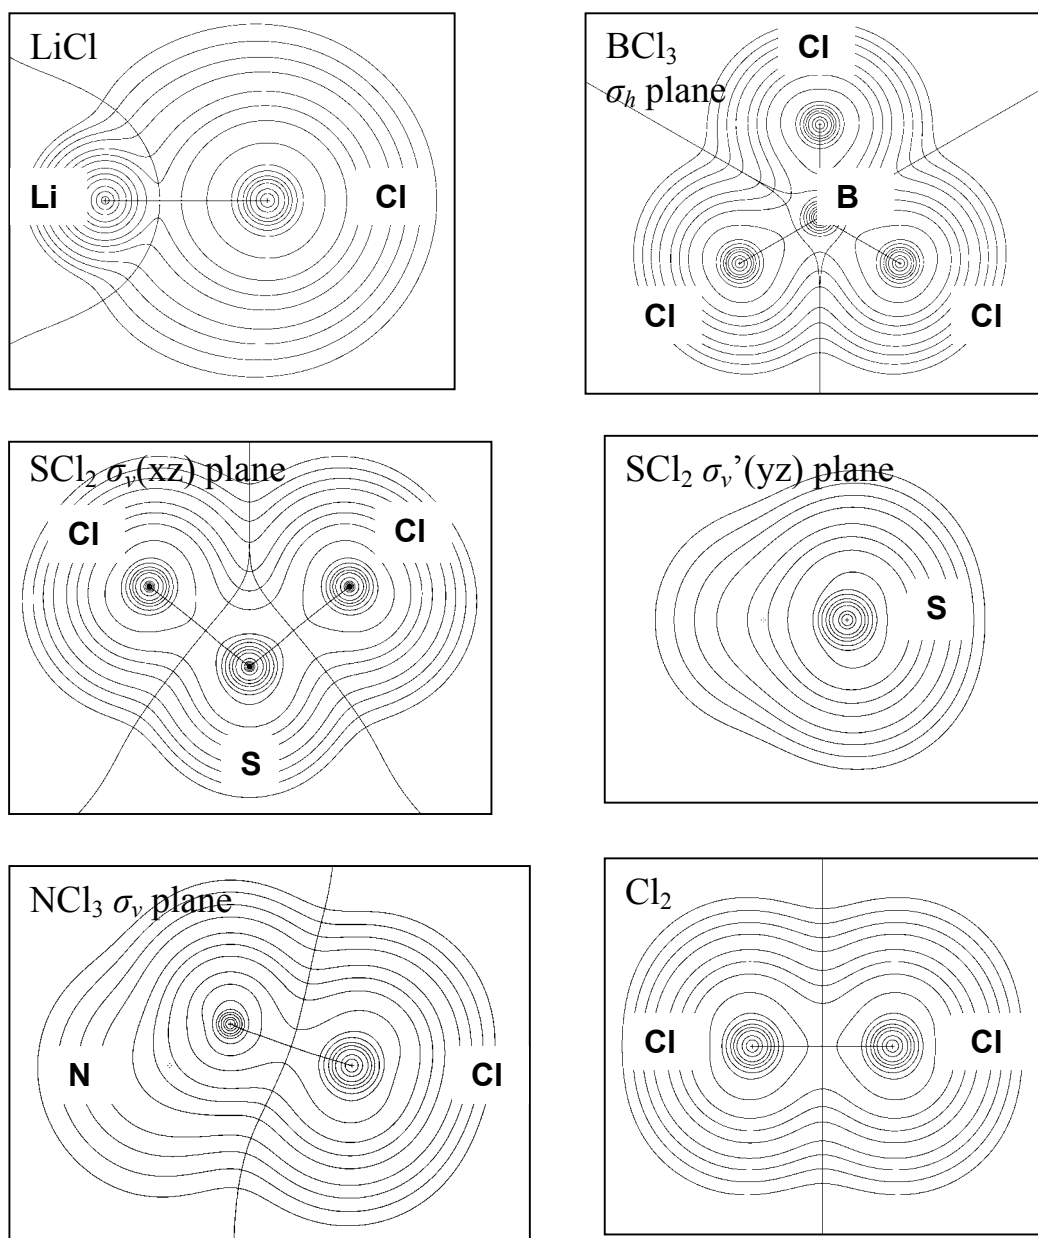 LiCl
Li
Cl
BCl₃
σₕ plane
Cl
B
Cl
Cl
SCl₂ σᵥ(xz) plane
Cl
Cl
S
SCl₂ σᵥ’(yz) plane
S
NCl₃ σᵥ plane
N
Cl
Cl₂
Cl
Cl